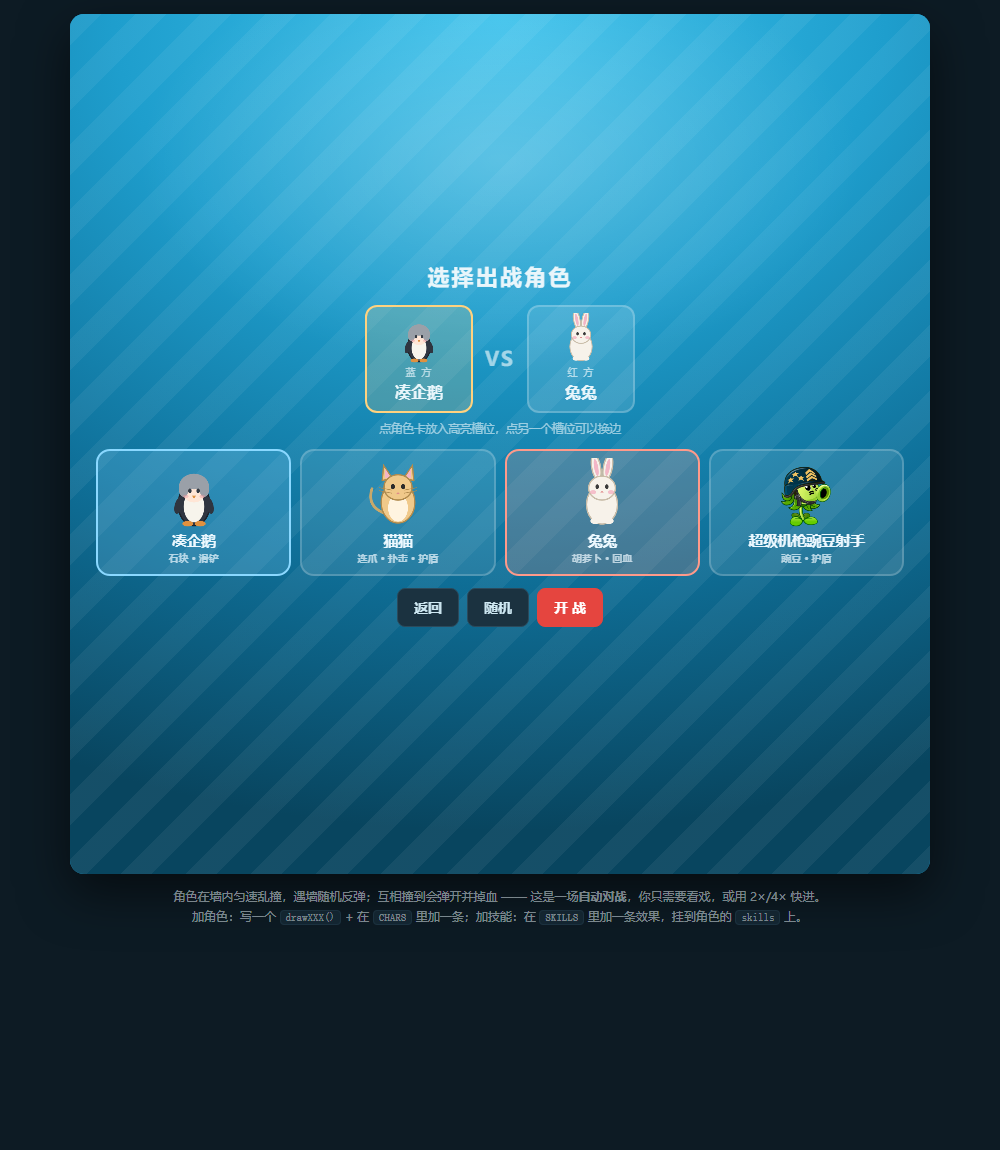 选择出战角色
蓝 方
凑企鹅
VS
红 方
兔兔
点角色卡放入高亮槽位，点另一个槽位可以换边
凑企鹅
石块 • 滑铲
猫猫
连爪 • 扑击 • 护盾
兔兔
胡萝卜 • 回血
超级机枪豌豆射手
豌豆 • 护盾
返回
随机
开 战
角色在墙内匀速乱撞，遇墙随机反弹；互相撞到会弹开并掉血 —— 这是一场自动对战，你只需要看戏，或用 2×/4× 快进。
加角色：写一个 drawXXX() + 在 CHARS 里加一条；加技能：在 SKILLS 里加一条效果，挂到角色的 skills 上。